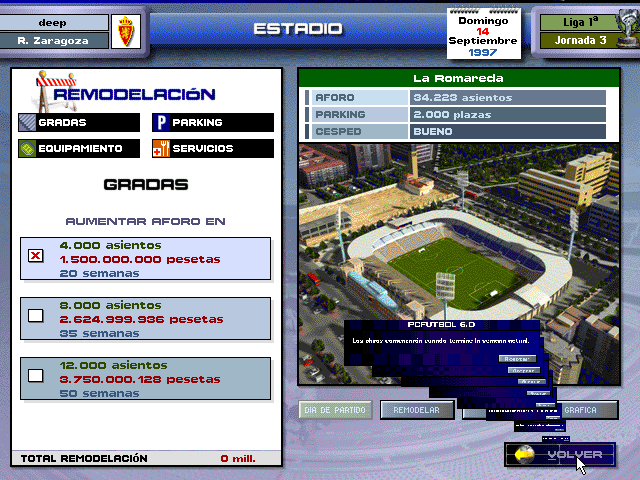 deep
R. Zaragoza
ESTADIO
Domingo
14
Septiembre
1997
Liga 1ª
Jornada 3
REMODELACIÓN
GRADAS
P PARKING
EQUIPAMIENTO
SERVICIOS
GRADAS
AUMENTAR AFORO EN
4.000 asientos
1.500.000.000 pesetas
20 semanas
8.000 asientos
2.624.999.936 pesetas
35 semanas
12.000 asientos
3.750.000.128 pesetas
50 semanas
TOTAL REMODELACIÓN 0 mill.
La Romareda
AFORO 34.223 asientos
PARKING 2.000 plazas
CESPED BUENO
PCFUTBOL 6.0
Las obras comenzarán cuando termine la semana actual.
DIA DE PARTIDO
REMODELAR
GRAFICA
VOLVER